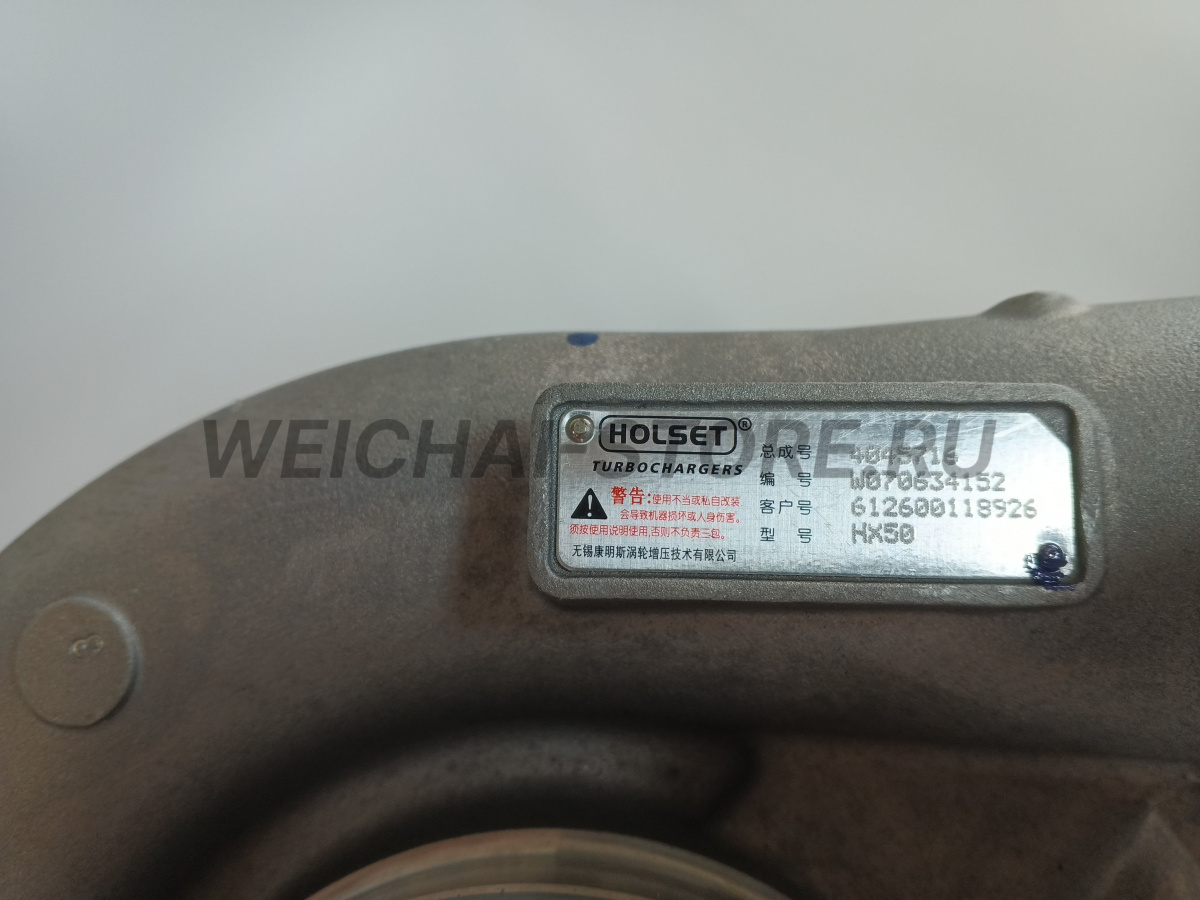 WEICHAI-STORE.RU
HOLSET®
TURBOCHARGERS
警告:使用不当或私自改装
会导致机器损坏或人身伤害。
须按使用说明使用,否则不负责三包。
无锡康明斯涡轮增压技术有限公司
总成号
编 号 W070634152
客户号 612600118926
型 号 HX50